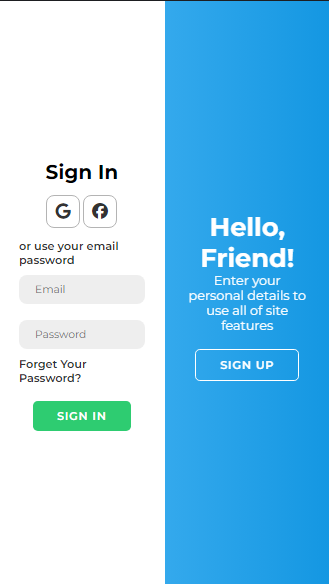 Sign In
or use your email
password
Email
Password
Forget Your
Password?
SIGN IN
Hello,
Friend!
Enter your
personal details to
use all of site
features
SIGN UP